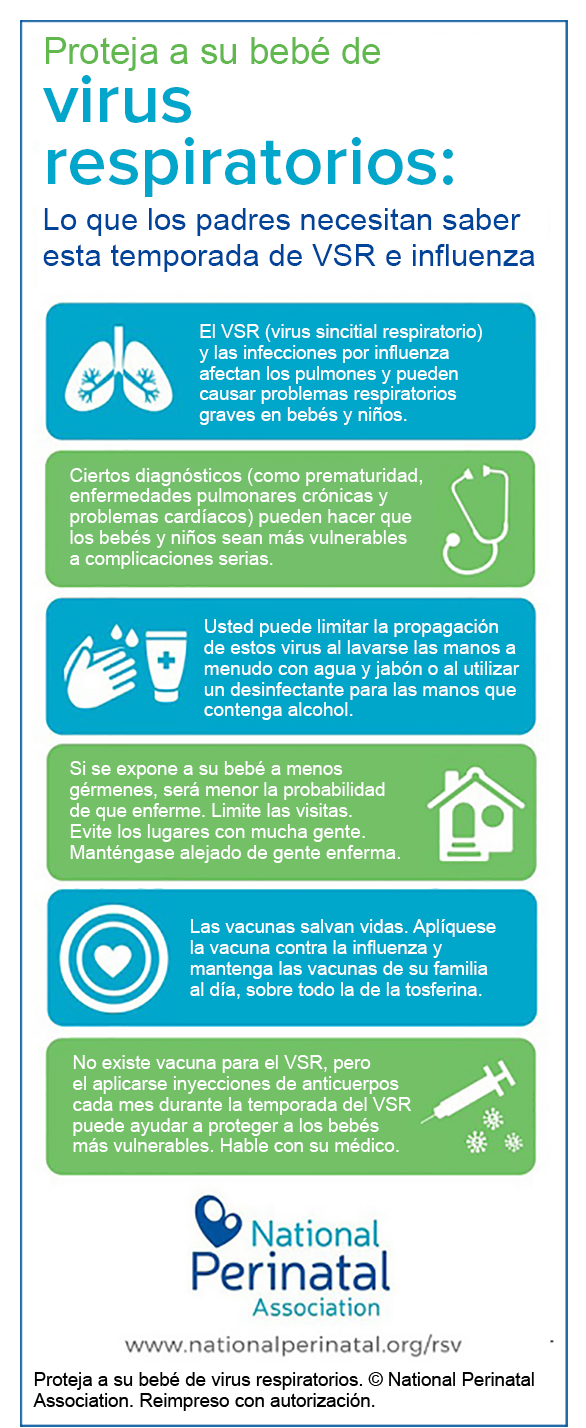 Proteja a su bebé de
virus
respiratorios:
Lo que los padres necesitan saber
esta temporada de VSR e influenza
El VSR (virus sincitial respiratorio)
y las infecciones por influenza
afectan los pulmones y pueden
causar problemas respiratorios
graves en bebés y niños.
Ciertos diagnósticos (como prematuridad,
enfermedades pulmonares crónicas y
problemas cardíacos) pueden hacer que
los bebés y niños sean más vulnerables
a complicaciones serias.
Usted puede limitar la propagación
de estos virus al lavarse las manos a
menudo con agua y jabón o al utilizar
un desinfectante para las manos que
contenga alcohol.
Si se expone a su bebé a menos
gérmenes, será menor la probabilidad
de que enferme. Limite las visitas.
Evite los lugares con mucha gente.
Manténgase alejado de gente enferma.
Las vacunas salvan vidas. Aplíquese
la vacuna contra la influenza y
mantenga las vacunas de su familia
al día, sobre todo la de la tosferina.
No existe vacuna para el VSR, pero
el aplicarse inyecciones de anticuerpos
cada mes durante la temporada del VSR
puede ayudar a proteger a los bebés
más vulnerables. Hable con su médico.
National
Perinatal
Association
www.nationalperinatal.org/rsv
Proteja a su bebé de virus respiratorios. © National Perinatal
Association. Reimpreso con autorización.